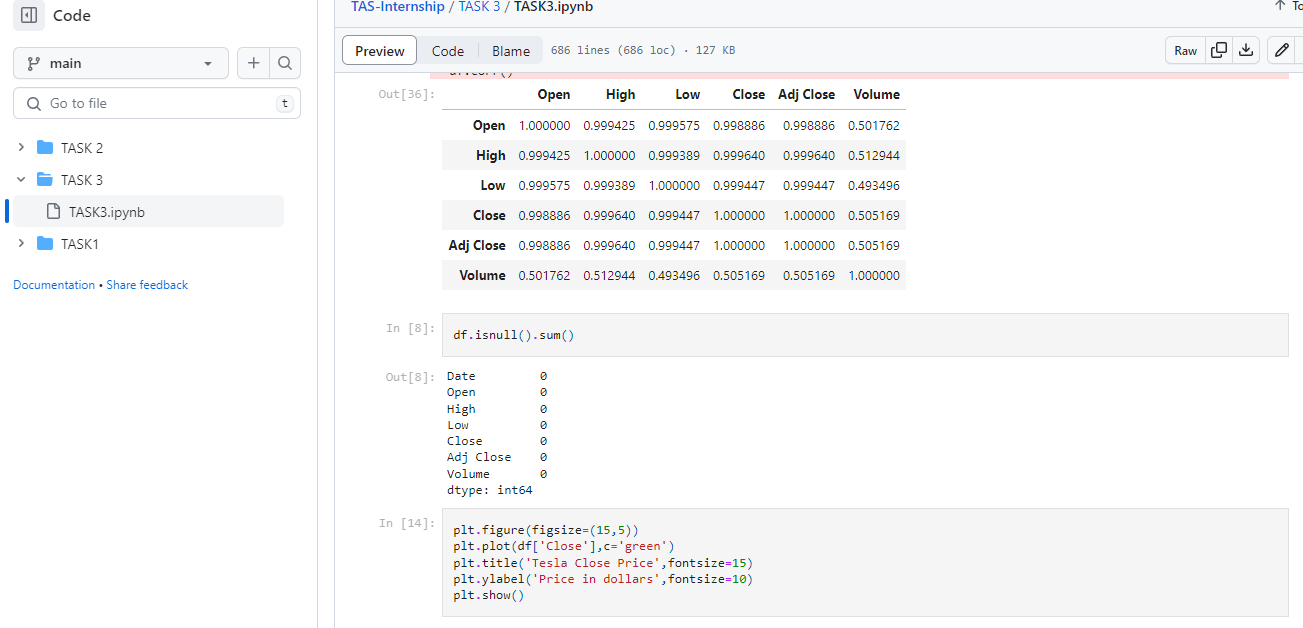 Code
TAS-Internship / TASK 3 / TASK3.ipynb
main
Go to file
t
TASK 2
TASK 3
TASK3.ipynb
TASK1
Documentation • Share feedback
Preview Code Blame 686 lines (686 loc) · 127 KB
Raw
Out[36]:
Open High Low Close Adj Close Volume
Open 1.000000 0.999425 0.999575 0.998886 0.998886 0.501762
High 0.999425 1.000000 0.999389 0.999640 0.999640 0.512944
Low 0.999575 0.999389 1.000000 0.999447 0.999447 0.493496
Close 0.998886 0.999640 0.999447 1.000000 1.000000 0.505169
Adj Close 0.998886 0.999640 0.999447 1.000000 1.000000 0.505169
Volume 0.501762 0.512944 0.493496 0.505169 0.505169 1.000000
In [8]:
df.isnull().sum()
Out[8]:
Date 0
Open 0
High 0
Low 0
Close 0
Adj Close 0
Volume 0
dtype: int64
In [14]:
plt.figure(figsize=(15,5))
plt.plot(df['Close'],c='green')
plt.title('Tesla Close Price',fontsize=15)
plt.ylabel('Price in dollars',fontsize=10)
plt.show()